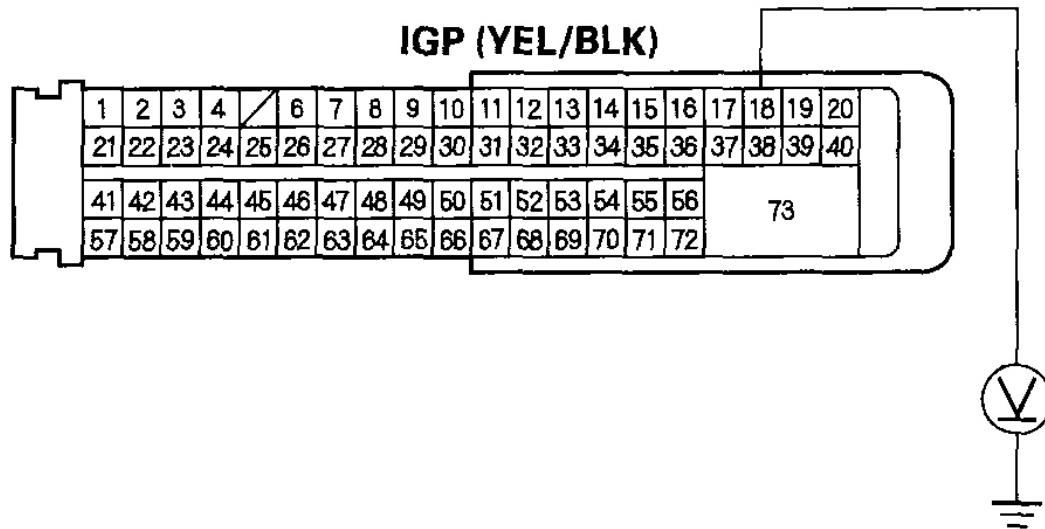 IGP (YEL/BLK)
1 2 3 4 6 7 8 9 10 11 12 13 14 15 16 17 18 19 20
21 22 23 24 25 26 27 28 29 30 31 32 33 34 35 36 37 38 39 40
41 42 43 44 45 46 47 48 49 50 51 52 53 54 55 56 73
57 58 59 60 61 62 63 64 65 66 67 68 69 70 71 72
V